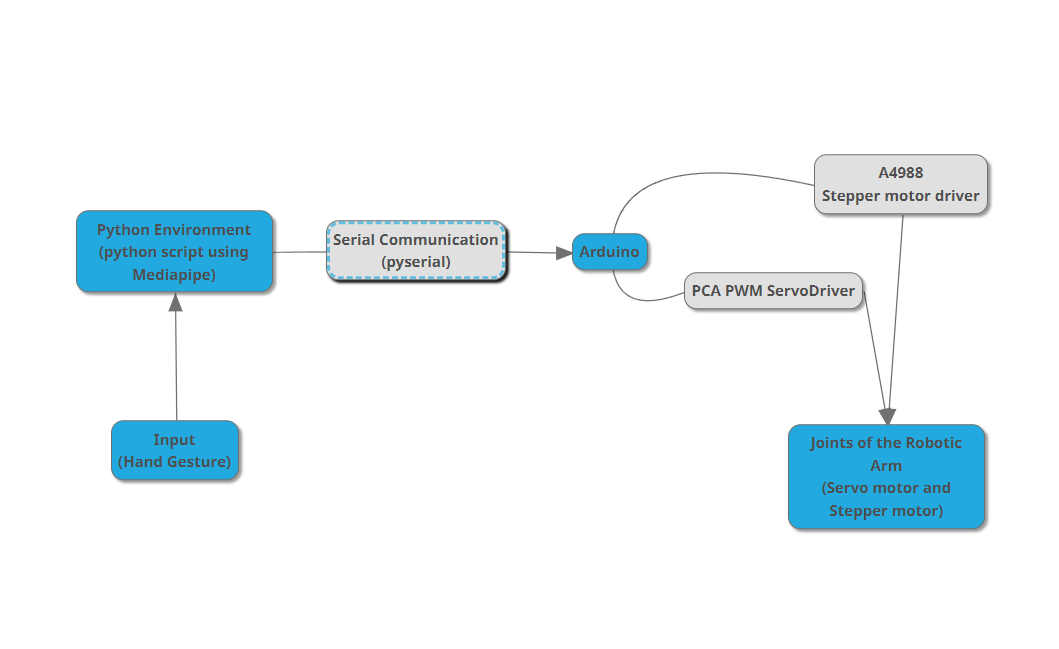 A4988
Stepper motor driver
Python Environment
(python script using
Mediapipe)
Serial Communication
(pyserial)
Arduino
PCA PWM ServoDriver
Input
(Hand Gesture)
Joints of the Robotic
Arm
(Servo motor and
Stepper motor)